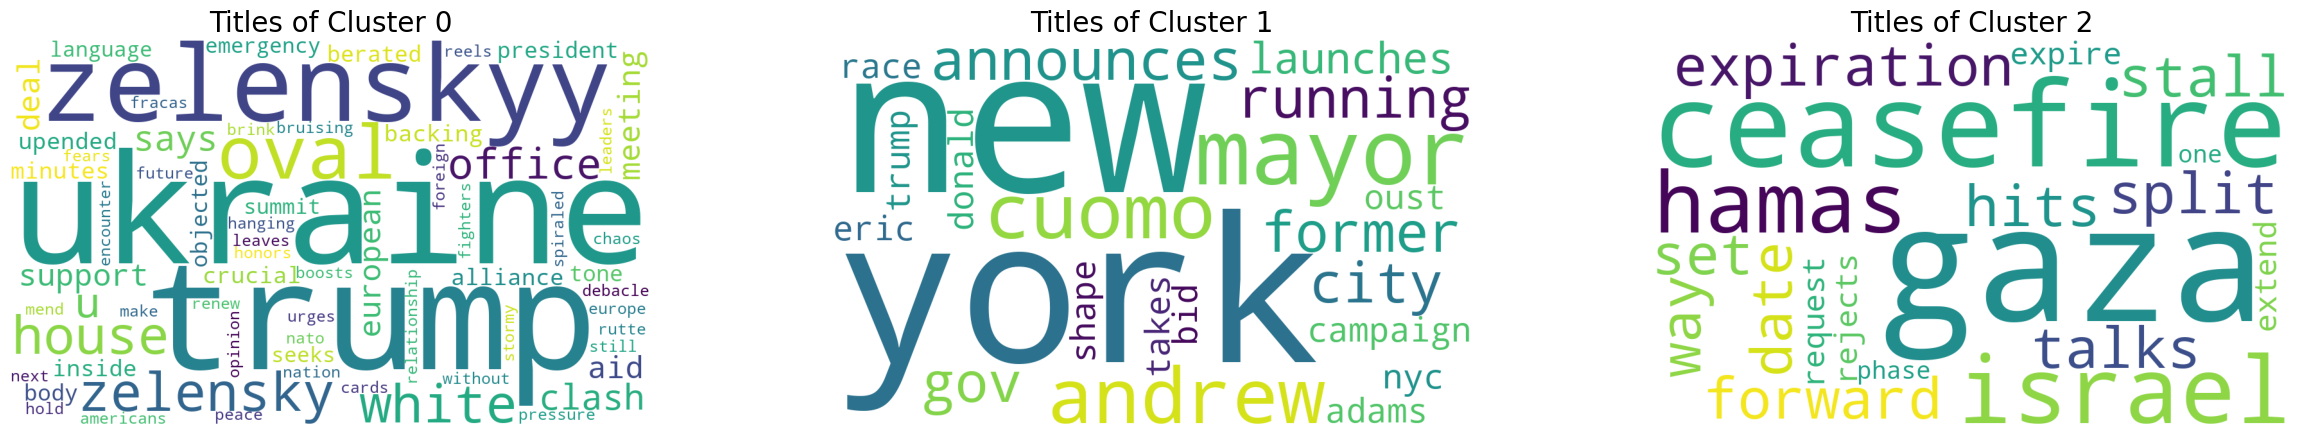 Titles of Cluster 0
language emergency berated reels president
zelenskyy
deal fracas meeting
upended says brink bruising backing
oval office leaders
fears minutes future objected foreign
ukraine
encounter summit european fighters spiraled chaos
hanging leaves honors
support crucial boosts alliance tone
u trump debacle
mend make renew urges relationship europe
house opinion nato stormy rutte
inside seeks still
next body zelensky nation cards without aid
hold white clash
americans peace pressure
Titles of Cluster 1
race announces launches
new running
trump donald mayor
eric cuomo oust
former
york
shape takes bid city
campaign
gov andrew nyc
adams
Titles of Cluster 2
expiration expire stall
ceasefire
one
hamas hits split
set gaza extend
ways date request rejects
talks
phase
forward israel